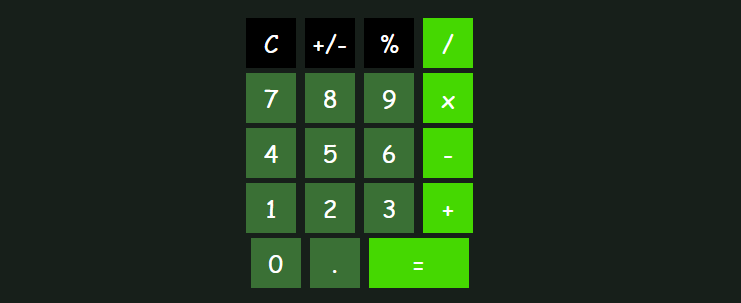 C +/- % /
7 8 9 x
4 5 6 -
1 2 3 +
0 . =